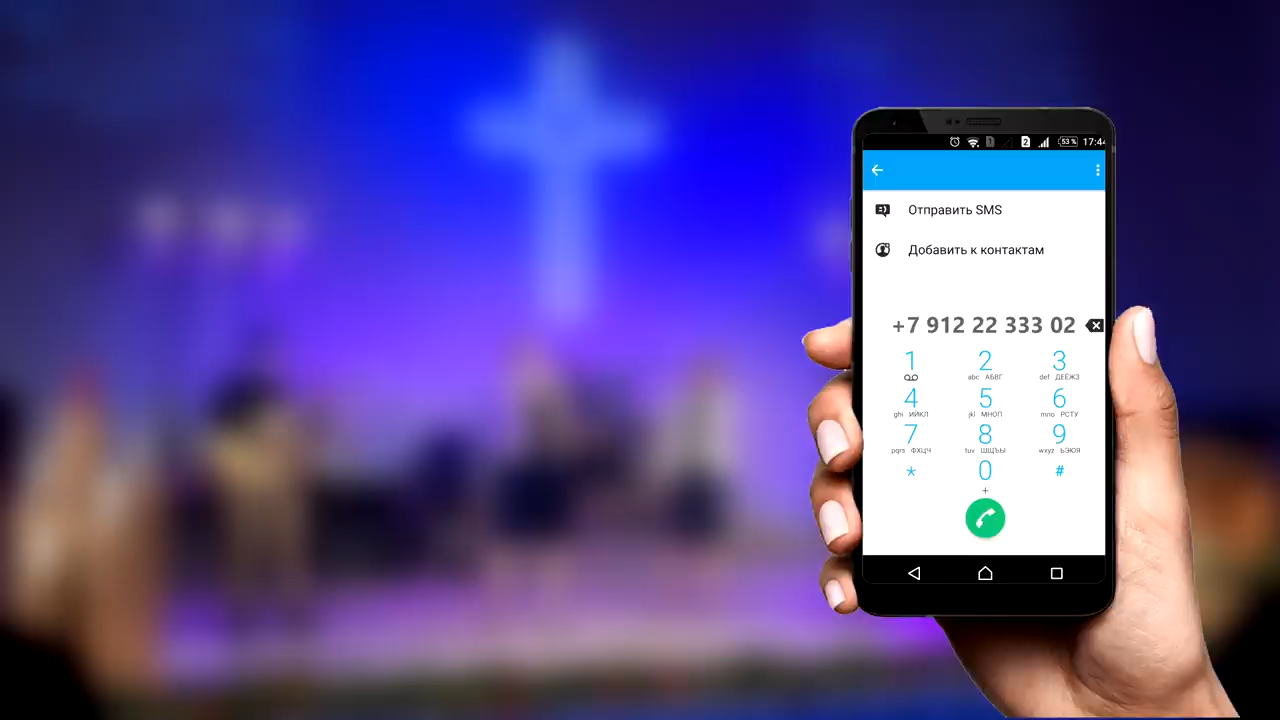 1 2 53 % 17:44
Отправить SMS
Добавить к контактам
+7 912 22 333 02
1 2 3
abc АБВГ def ДЕЁЖЗ
4 5 6
ghi ИЙКЛ jkl МНОП mno РСТУ
7 8 9
pqrs ФХЦЧ tuv ШЩЪЫ wxyz ЬЭЮЯ
* 0 #
+